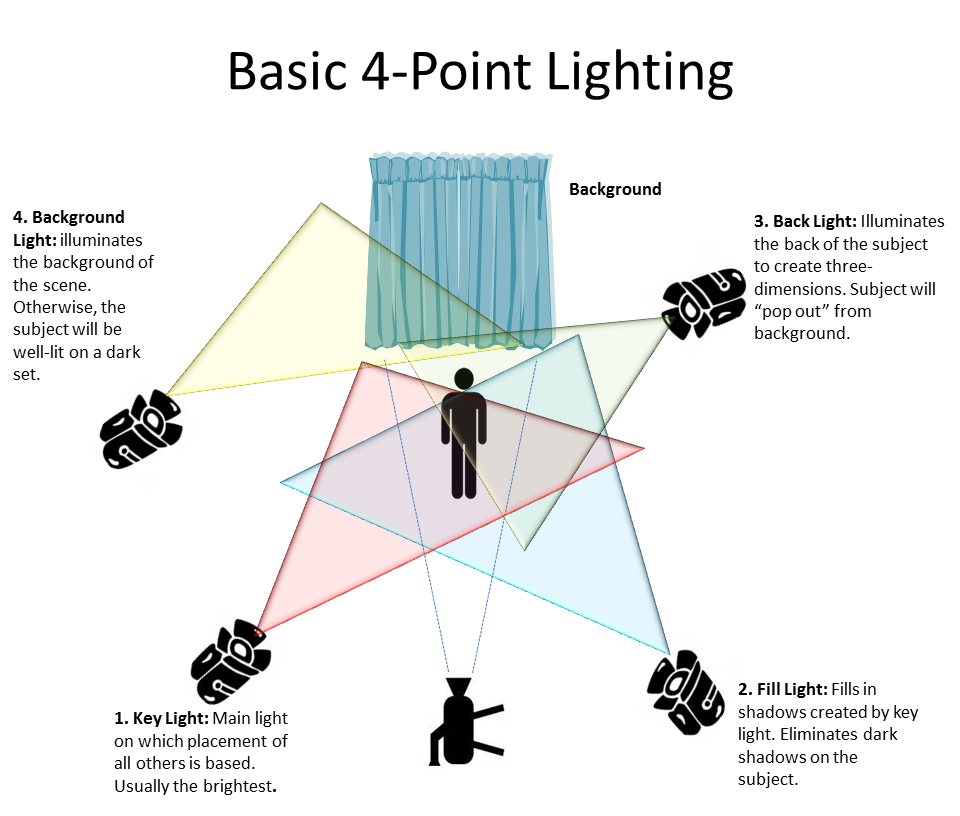 Basic 4-Point Lighting
Background
4. Background
Light: illuminates
the background of
the scene.
Otherwise, the
subject will be
well-lit on a dark
set.
3. Back Light: Illuminates
the back of the subject
to create three-
dimensions. Subject will
“pop out” from
background.
1. Key Light: Main light
on which placement of
all others is based.
Usually the brightest.
2. Fill Light: Fills in
shadows created by key
light. Eliminates dark
shadows on the
subject.